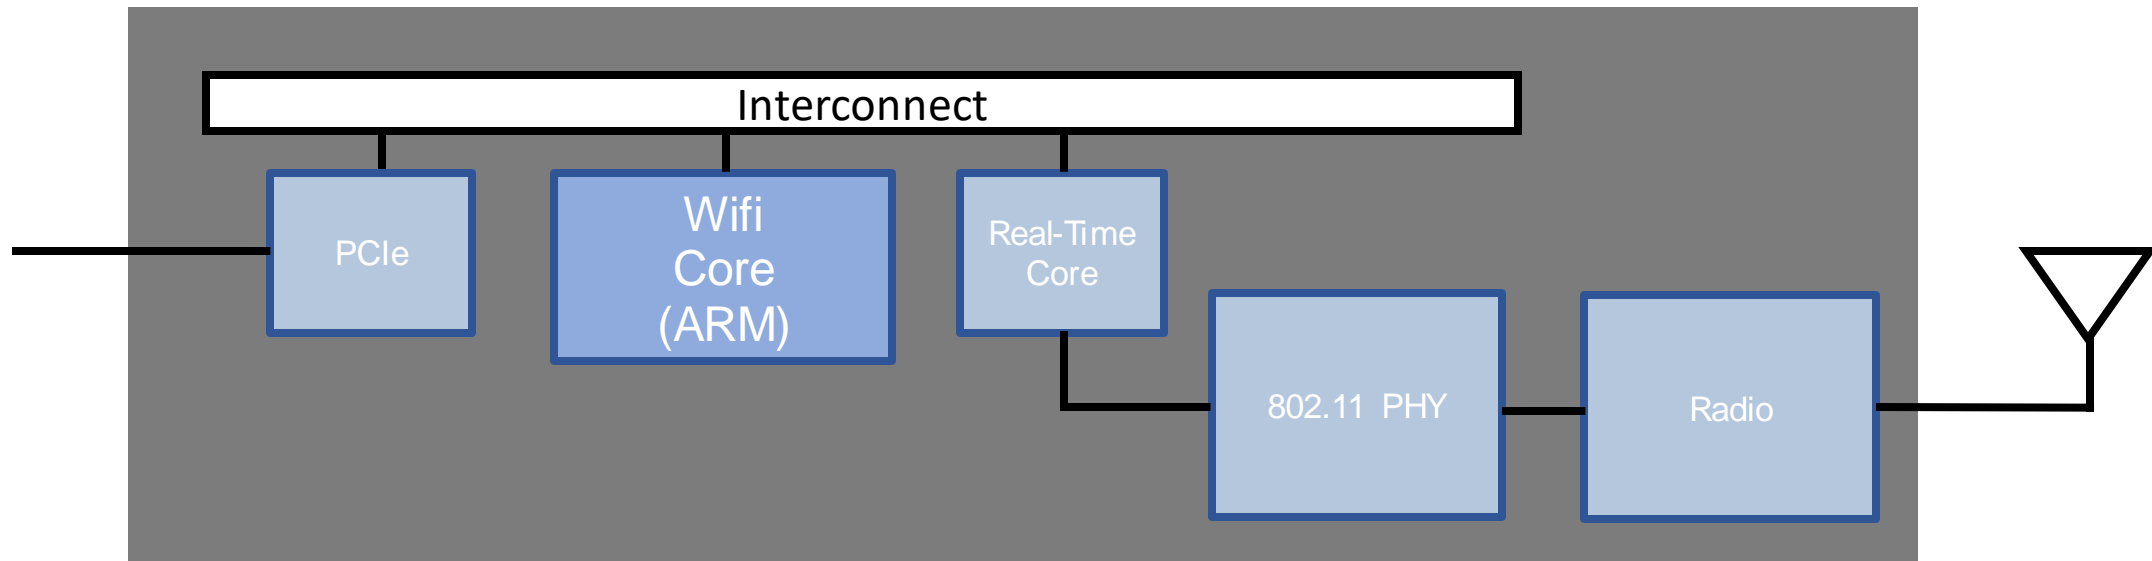 Interconnect
PCIe
Wifi
Core
(ARM)
Real-Time
Core
802.11 PHY
Radio